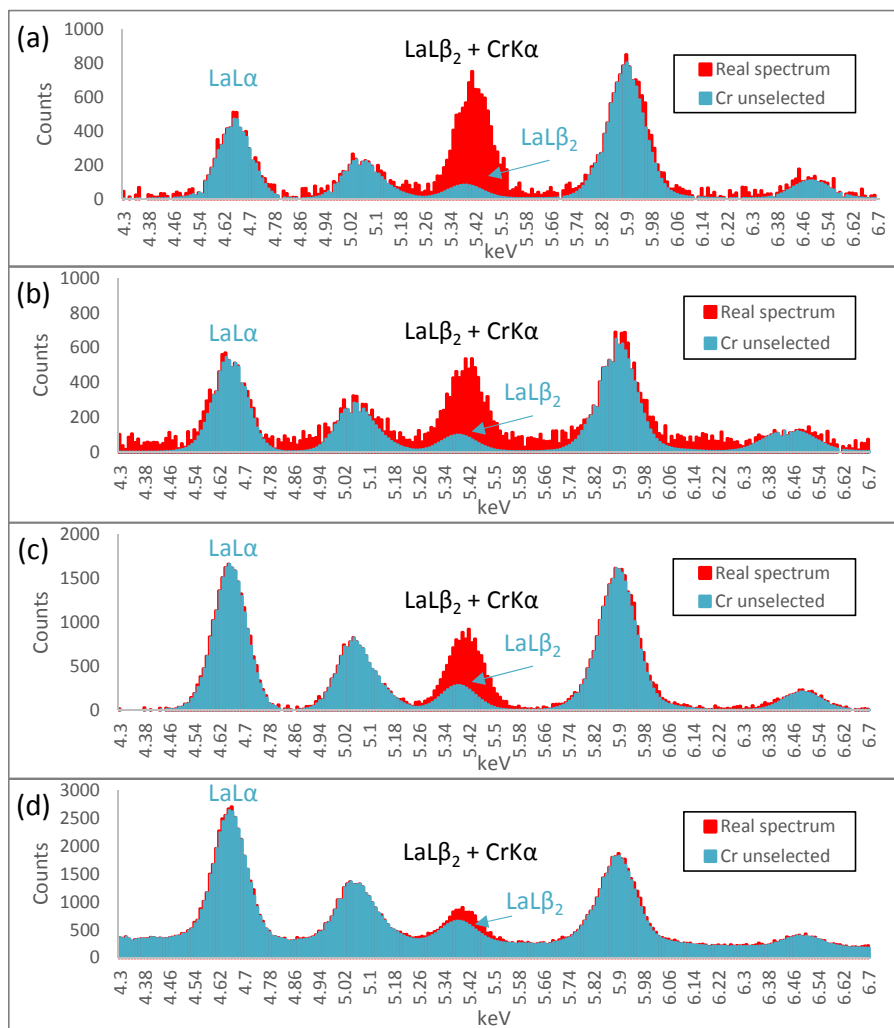 (a)
1000
800
600
400
200
0
Counts
LaLα
LaLβ2 + CrKα
LaLβ2
Real spectrum
Cr unselected
4.3 4.38 4.46 4.54 4.62 4.7 4.78 4.86 4.94 5.02 5.1 5.18 5.26 5.34 5.42 5.5 5.58 5.66 5.74 5.82 5.9 5.98 6.06 6.14 6.22 6.3 6.38 6.46 6.54 6.62 6.7
keV
(b)
1000
800
600
400
200
0
Counts
LaLα
LaLβ2 + CrKα
LaLβ2
Real spectrum
Cr unselected
4.3 4.38 4.46 4.54 4.62 4.7 4.78 4.86 4.94 5.02 5.1 5.18 5.26 5.34 5.42 5.5 5.58 5.66 5.74 5.82 5.9 5.98 6.06 6.14 6.22 6.3 6.38 6.46 6.54 6.62 6.7
keV
(c)
2000
1500
1000
500
0
Counts
LaLα
LaLβ2 + CrKα
LaLβ2
Real spectrum
Cr unselected
4.3 4.38 4.46 4.54 4.62 4.7 4.78 4.86 4.94 5.02 5.1 5.18 5.26 5.34 5.42 5.5 5.58 5.66 5.74 5.82 5.9 5.98 6.06 6.14 6.22 6.3 6.38 6.46 6.54 6.62 6.7
keV
(d)
3000
2500
2000
1500
1000
500
0
Counts
LaLα
LaLβ2 + CrKα
LaLβ2
Real spectrum
Cr unselected
4.3 4.38 4.46 4.54 4.62 4.7 4.78 4.86 4.94 5.02 5.1 5.18 5.26 5.34 5.42 5.5 5.58 5.66 5.74 5.82 5.9 5.98 6.06 6.14 6.22 6.3 6.38 6.46 6.54 6.62 6.7
keV